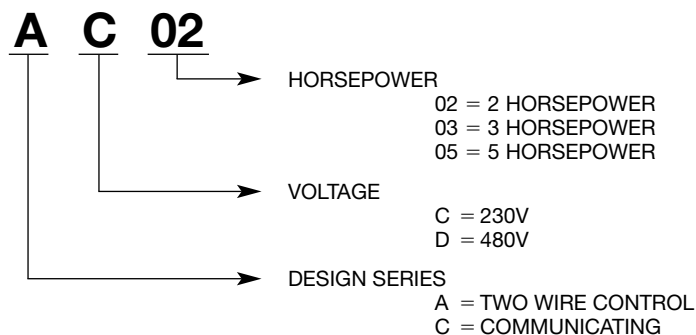 A C 02
HORSEPOWER
02 = 2 HORSEPOWER
03 = 3 HORSEPOWER
05 = 5 HORSEPOWER
VOLTAGE
C = 230V
D = 480V
DESIGN SERIES
A = TWO WIRE CONTROL
C = COMMUNICATING